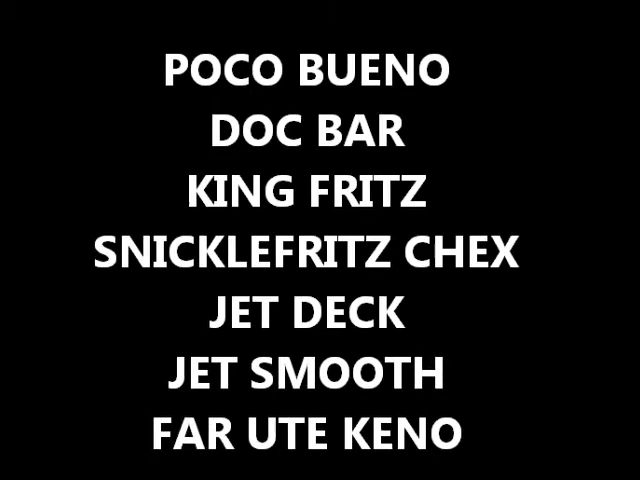 POCO BUENO
DOC BAR
KING FRITZ
SNICKLEFRITZ CHEX
JET DECK
JET SMOOTH
FAR UTE KENO